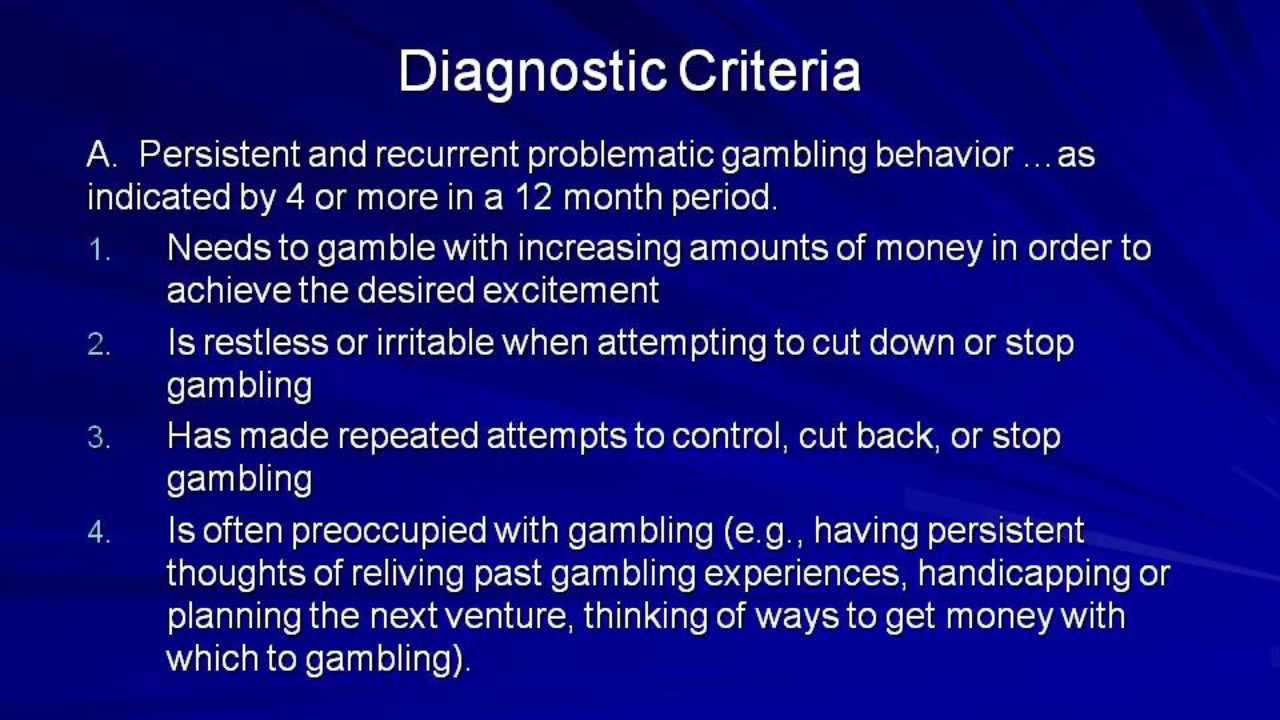 Diagnostic Criteria
A. Persistent and recurrent problematic gambling behavior ... as
indicated by 4 or more in a 12 month period.
1. Needs to gamble with increasing amounts of money in order to
achieve the desired excitement
2. Is restless or irritable when attempting to cut down or stop
gambling
3. Has made repeated attempts to control, cut back, or stop
gambling
4. Is often preoccupied with gambling (e.g., having persistent
thoughts of reliving past gambling experiences, handicapping or
planning the next venture, thinking of ways to get money with
which to gambling).